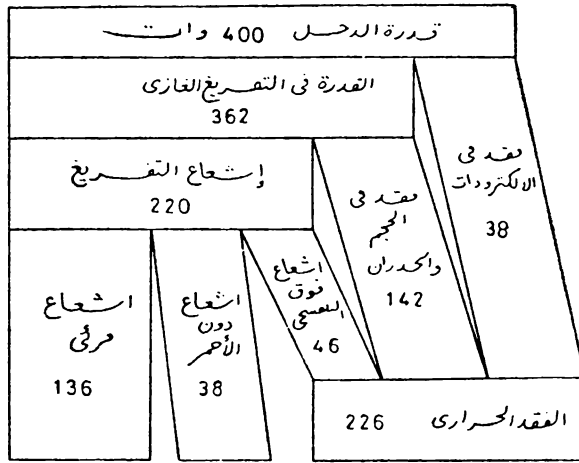 قدرة الدخل 400 وات
القدرة فى التفريغ الغازى
362
إشعاع التفريغ
220
فقد فى
الالكترودات
38
فقد فى
الحجم
والجدران
142
اشعاع
مرئى
136
اشعاع
دون
الأحمر
38
اشعاع
فوق
البنفسجى
46
الفقد الحرارى 226